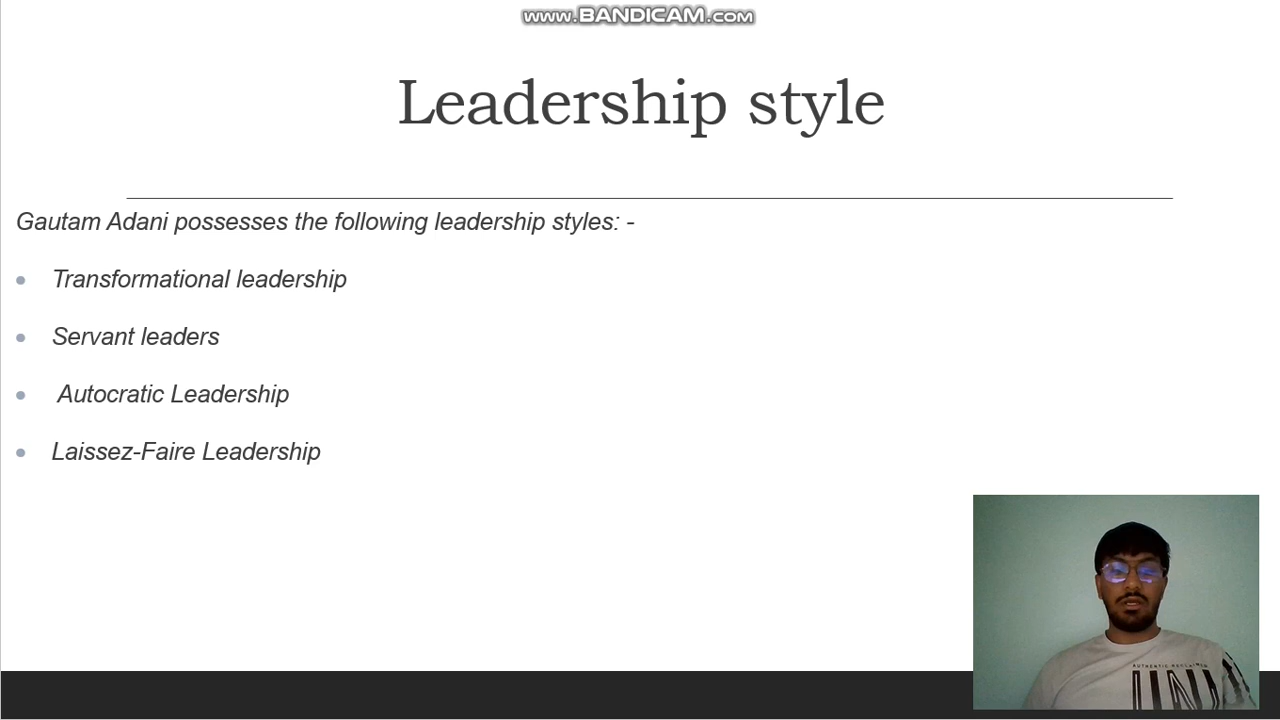 www.BANDICAM.com
Leadership style
Gautam Adani possesses the following leadership styles: -
Transformational leadership
Servant leaders
Autocratic Leadership
Laissez-Faire Leadership